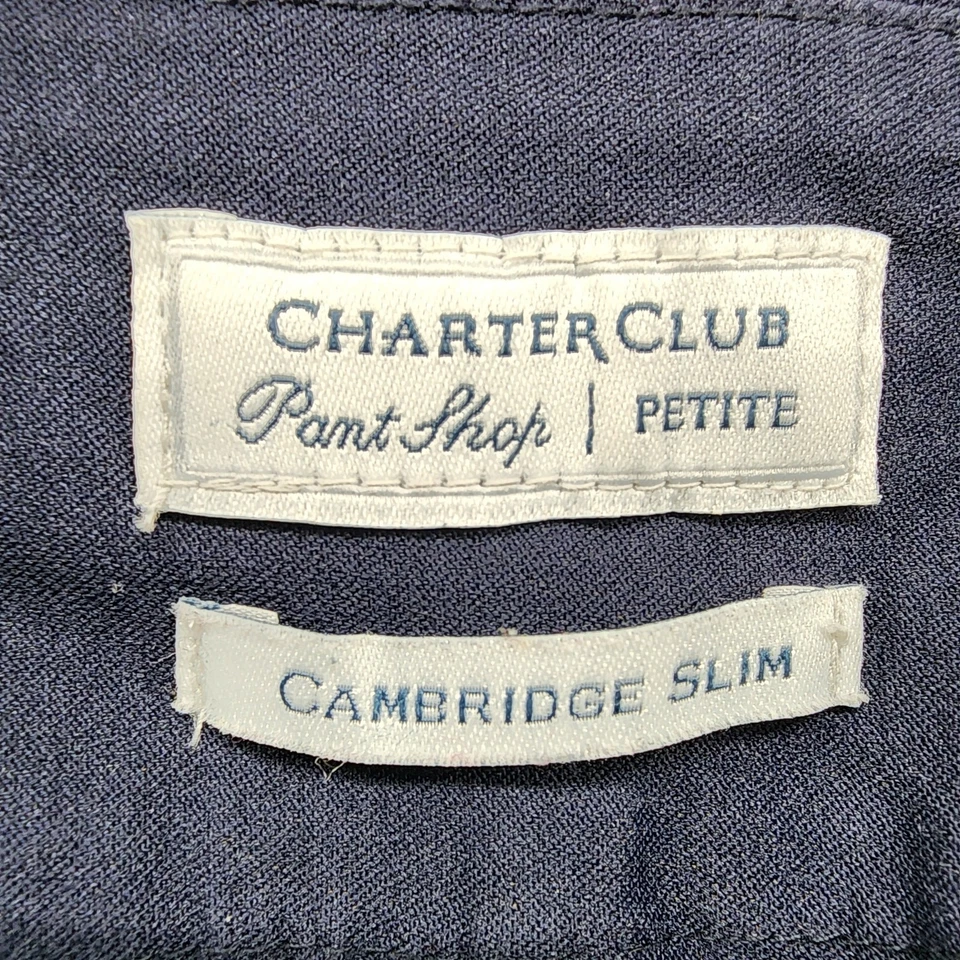 CHARTER CLUB
Pant Shop | PETITE
CAMBRIDGE SLIM